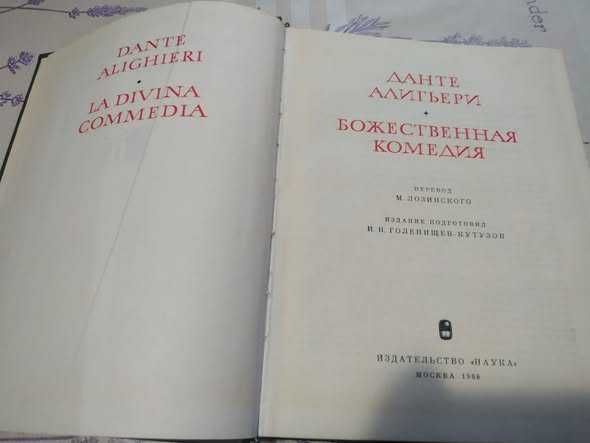 DANTE
ALIGHIERI
LA DIVINA
COMMEDIA
ДАНТЕ
АЛИГЬЕРИ
БОЖЕСТВЕННАЯ
КОМЕДИЯ
ПЕРЕВОД
М. ЛОЗИНСКОГО
ИЗДАНИЕ ПОДГОТОВИЛ
И. Н. ГОЛЕНИЩЕВ-КУТУЗОВ
ИЗДАТЕЛЬСТВО «НАУКА»
МОСКВА